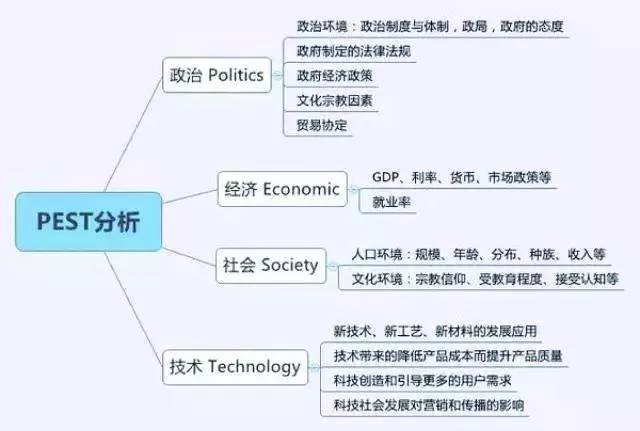 PEST分析
政治 Politics
政治环境：政治制度与体制，政局，政府的态度
政府制定的法律法规
政府经济政策
文化宗教因素
贸易协定
经济 Economic
GDP、利率、货币、市场政策等
就业率
社会 Society
人口环境：规模、年龄、分布、种族、收入等
文化环境：宗教信仰、受教育程度、接受认知等
技术 Technology
新技术、新工艺、新材料的发展应用
技术带来的降低产品成本而提升产品质量
科技创造和引导更多的用户需求
科技社会发展对营销和传播的影响